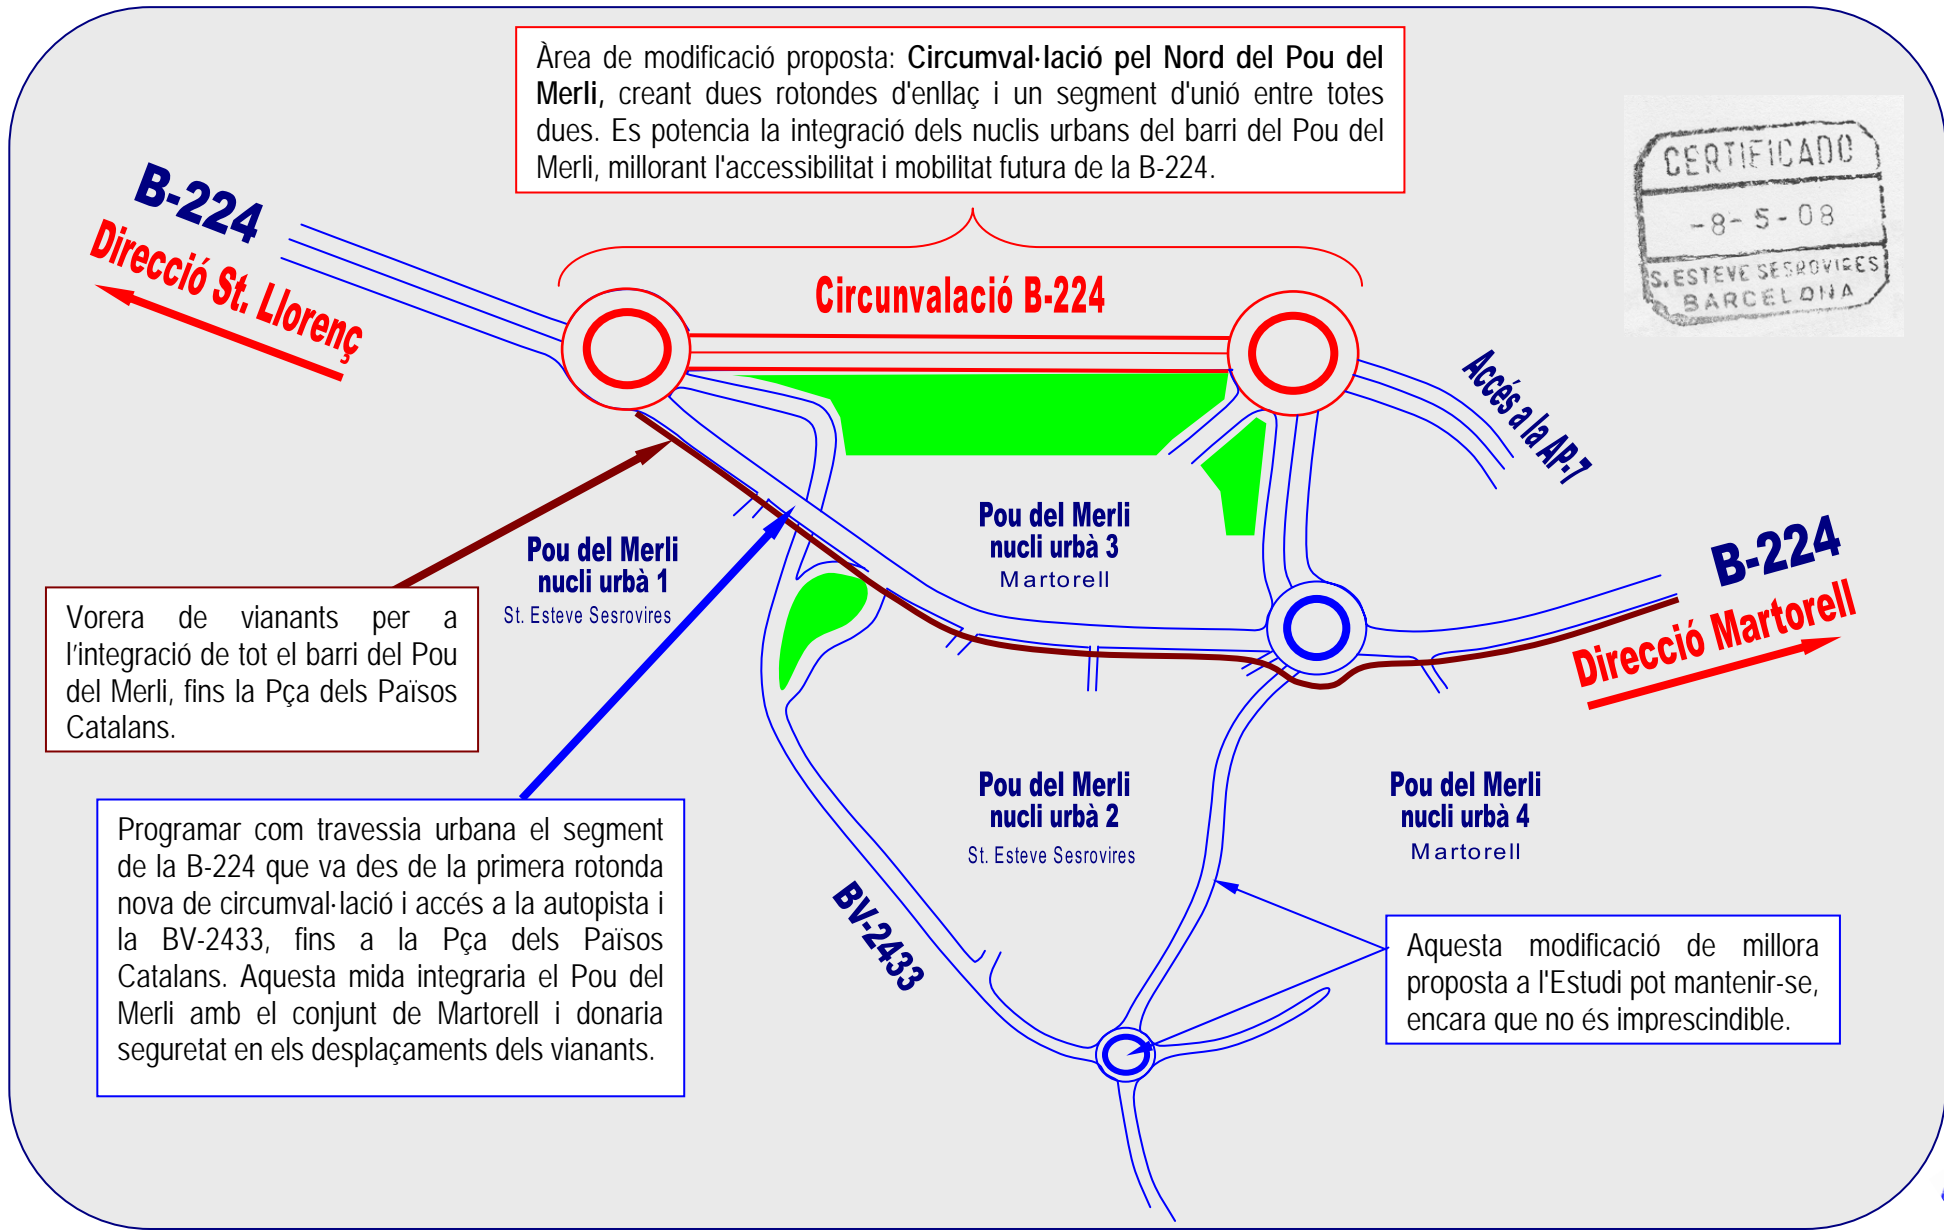 Àrea de modificació proposta: Circumval·lació pel Nord del Pou del
Merli, creant dues rotondes d'enllaç i un segment d'unió entre totes
dues. Es potencia la integració dels nuclis urbans del barri del Pou del
Merli, millorant l'accessibilitat i mobilitat futura de la B-224.
CERTIFICADO
-8-5-08
S.ESTEVE SESROVIRES
BARCELONA
B-224
Direcció St. Llorenç
Circunvalació B-224
Accés a la AP-7
Pou del Merli
nucli urbà 3
Martorell
Pou del Merli
nucli urbà 1
St. Esteve Sesrovires
B-224
Direcció Martorell
Vorera de vianants per a
l'integració de tot el barri del Pou
del Merli, fins la Pça dels Països
Catalans.
Pou del Merli
nucli urbà 2
St. Esteve Sesrovires
Pou del Merli
nucli urbà 4
Martorell
Programar com travessia urbana el segment
de la B-224 que va des de la primera rotonda
nova de circumval·lació i accés a la autopista i
la BV-2433, fins a la Pça dels Països
Catalans. Aquesta mida integraria el Pou del
Merli amb el conjunt de Martorell i donaria
seguretat en els desplaçaments dels vianants.
BV-2433
Aquesta modificació de millora
proposta a l'Estudi pot mantenir-se,
encara que no és imprescindible.